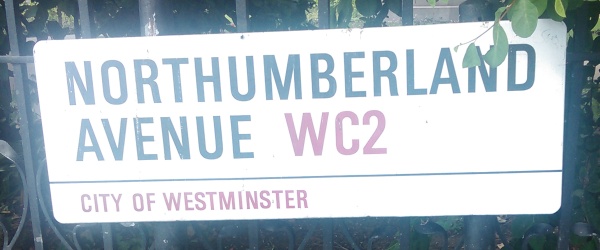 NORTHUMBERLAND
AVENUE WC2
CITY OF WESTMINSTER